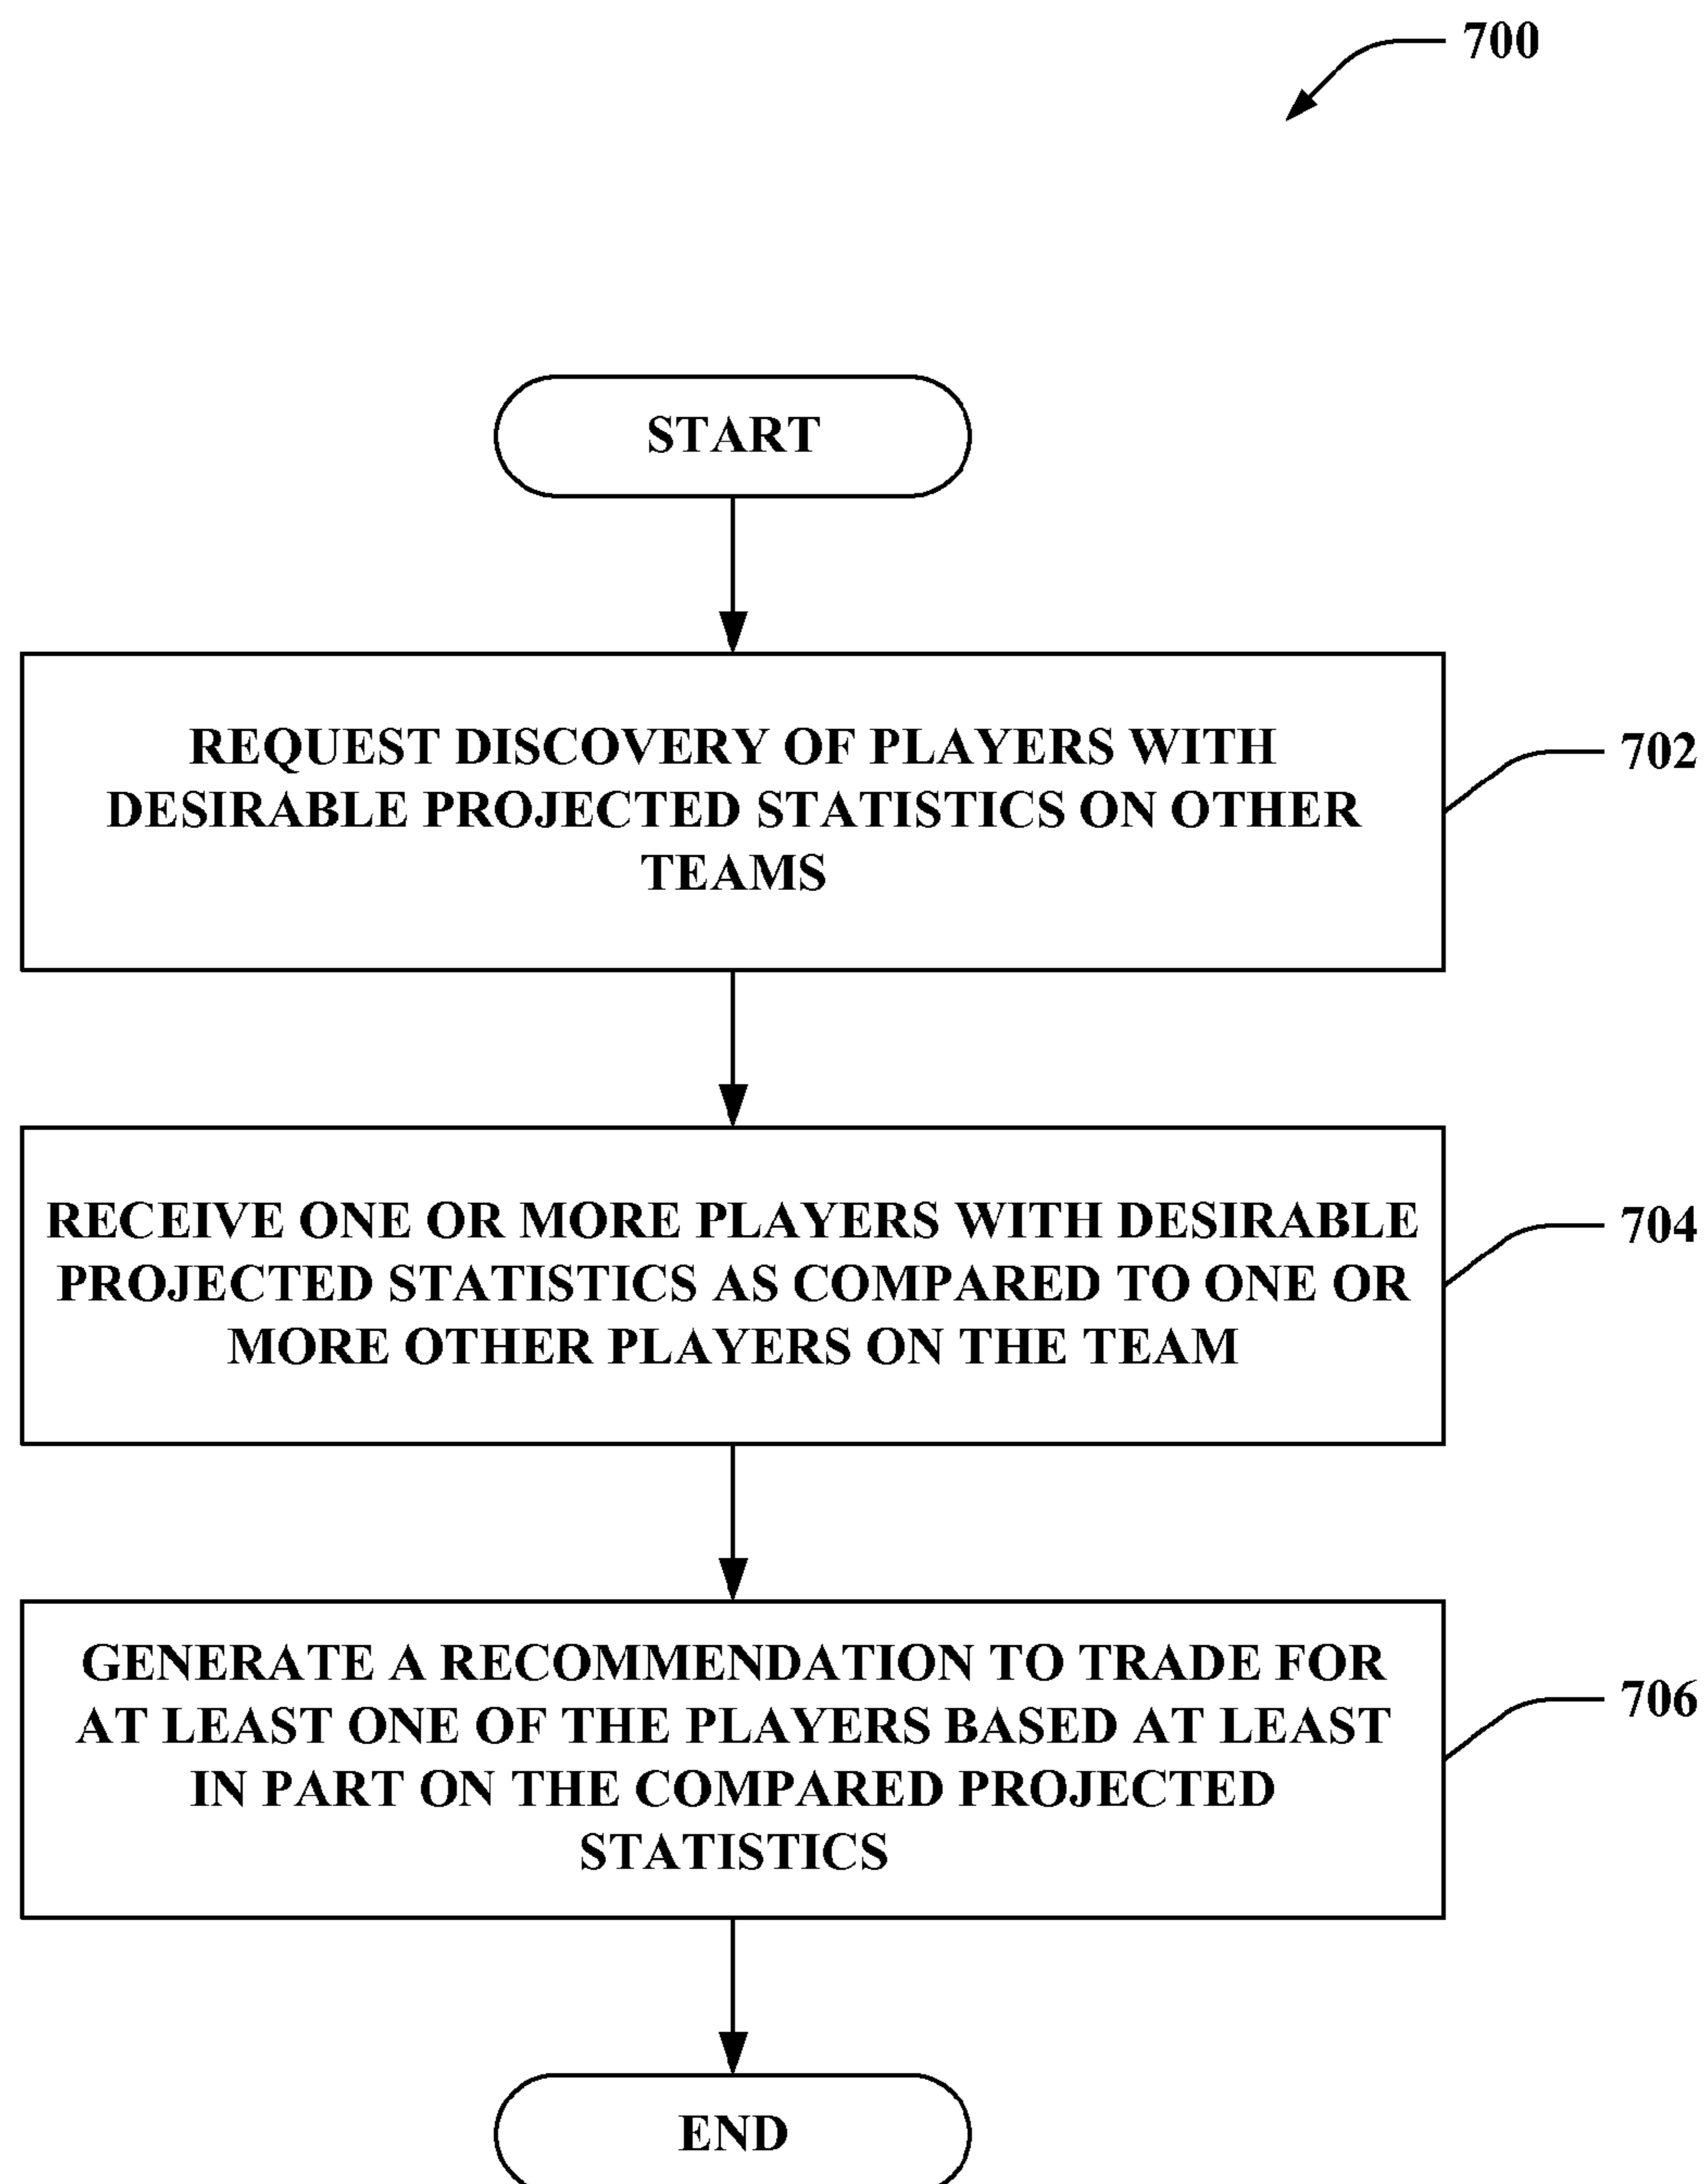 700
START
REQUEST DISCOVERY OF PLAYERS WITH
DESIRABLE PROJECTED STATISTICS ON OTHER
TEAMS
702
RECEIVE ONE OR MORE PLAYERS WITH DESIRABLE
PROJECTED STATISTICS AS COMPARED TO ONE OR
MORE OTHER PLAYERS ON THE TEAM
704
GENERATE A RECOMMENDATION TO TRADE FOR
AT LEAST ONE OF THE PLAYERS BASED AT LEAST
IN PART ON THE COMPARED PROJECTED
STATISTICS
706
END